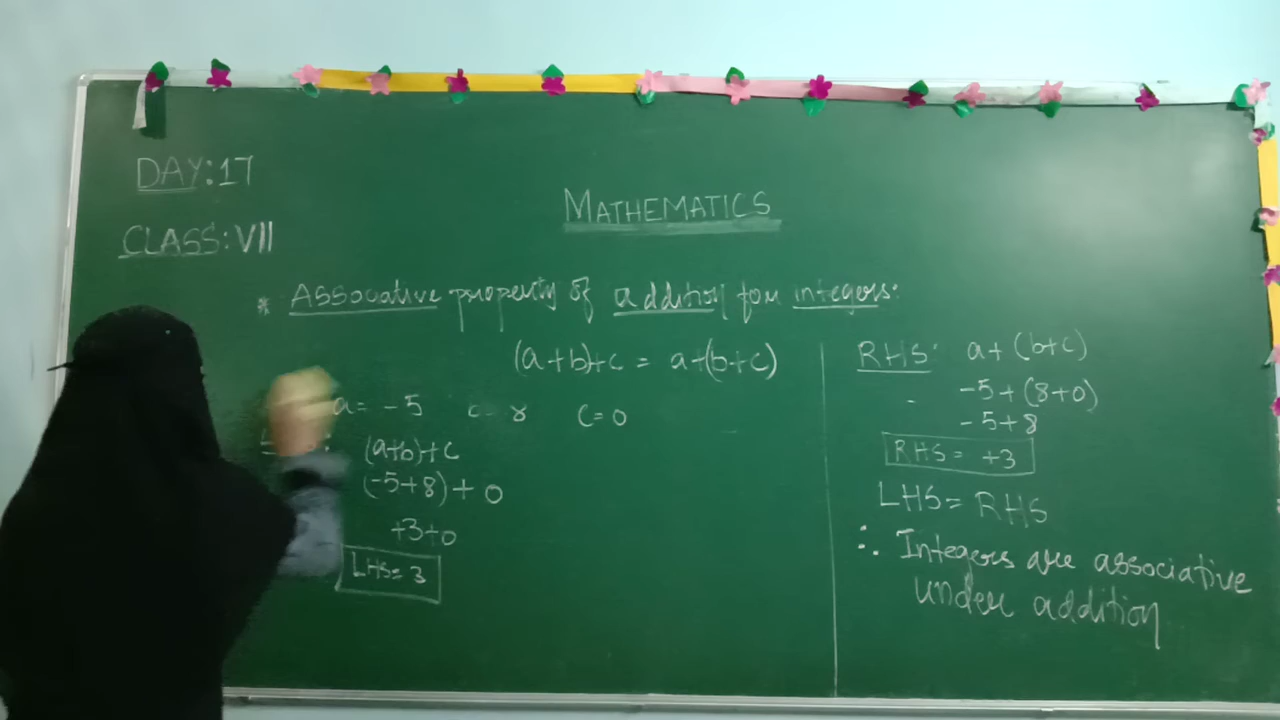 DAY:17
CLASS:VII
MATHEMATICS
* Associative property of addition for integers:
(a+b)+c = a+(b+c)
a= -5 8 C=0
(a+b)+c
(-5+8)+0
+3+0
LHS= 3
RHS: a+(b+c)
-5+(8+0)
-5+8
RHS= +3
LHS= RHS
∴ Integers are associative
under addition